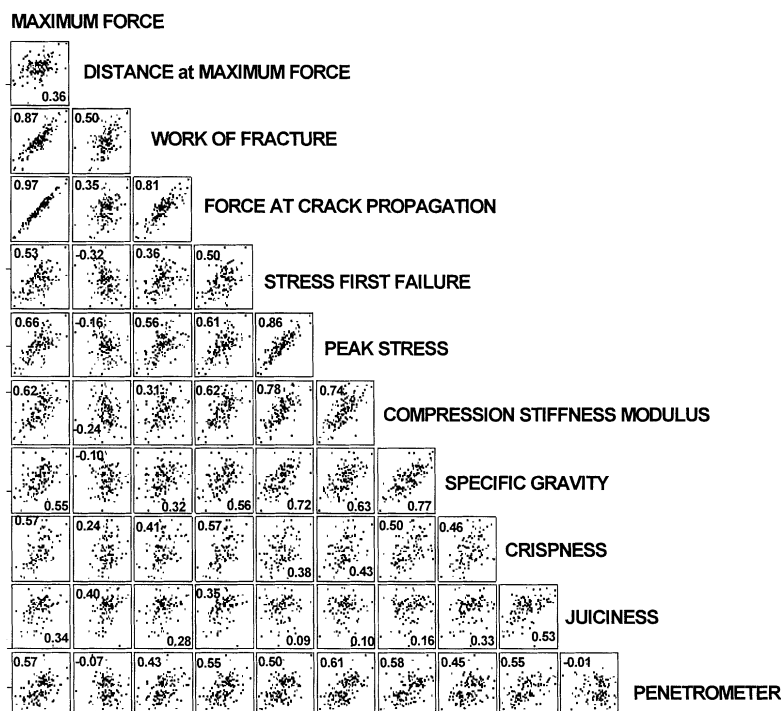 MAXIMUM FORCE
DISTANCE at MAXIMUM FORCE
0.36
0.87 0.50
WORK OF FRACTURE
0.97 0.35 0.81
FORCE AT CRACK PROPAGATION
0.53 -0.32 0.36 0.50
STRESS FIRST FAILURE
0.66 -0.16 0.56 0.61 0.86
PEAK STRESS
0.62 -0.24 0.31 0.62 0.78 0.74
COMPRESSION STIFFNESS MODULUS
0.55 -0.10 0.32 0.56 0.72 0.63 0.77
SPECIFIC GRAVITY
0.57 0.24 0.41 0.57 0.38 0.43 0.50 0.46
CRISPNESS
0.34 0.40 0.28 0.35 0.09 0.10 0.16 0.33 0.53
JUICINESS
0.57 -0.07 0.43 0.55 0.50 0.61 0.58 0.45 0.55 -0.01
PENETROMETER